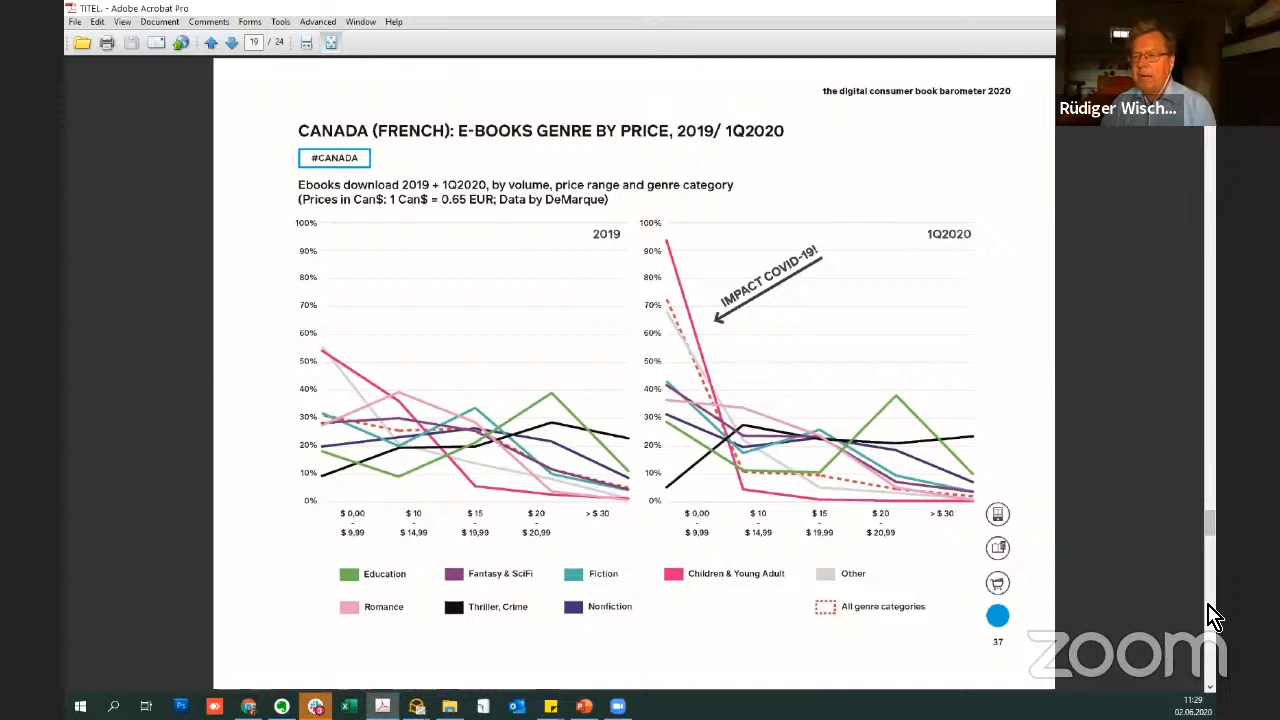 TITEL. - Adobe Acrobat Pro
File Edit View Document Comments Forms Tools Advanced Window Help
19 / 24
Rüdiger Wisch...
the digital consumer book barometer 2020
CANADA (FRENCH): E-BOOKS GENRE BY PRICE, 2019/ 1Q2020
#CANADA
Ebooks download 2019 + 1Q2020, by volume, price range and genre category
(Prices in Can$: 1 Can$ = 0.65 EUR; Data by DeMarque)
100%
2019
90%
80%
70%
60%
50%
40%
30%
20%
10%
0%
$ 0,00 $ 10 $ 15 $ 20 > $ 30
- - - -
$ 9,99 $ 14,99 $ 19,99 $ 20,99
100%
1Q2020
90%
IMPACT COVID-19!
80%
70%
60%
50%
40%
30%
20%
10%
0%
$ 0,00 $ 10 $ 15 $ 20 > $ 30
- - - -
$ 9,99 $ 14,99 $ 19,99 $ 20,99
Education Fantasy & SciFi Fiction Children & Young Adult Other
Romance Thriller, Crime Nonfiction All genre categories
37
zoom
Ps
11:29
02.06.2020